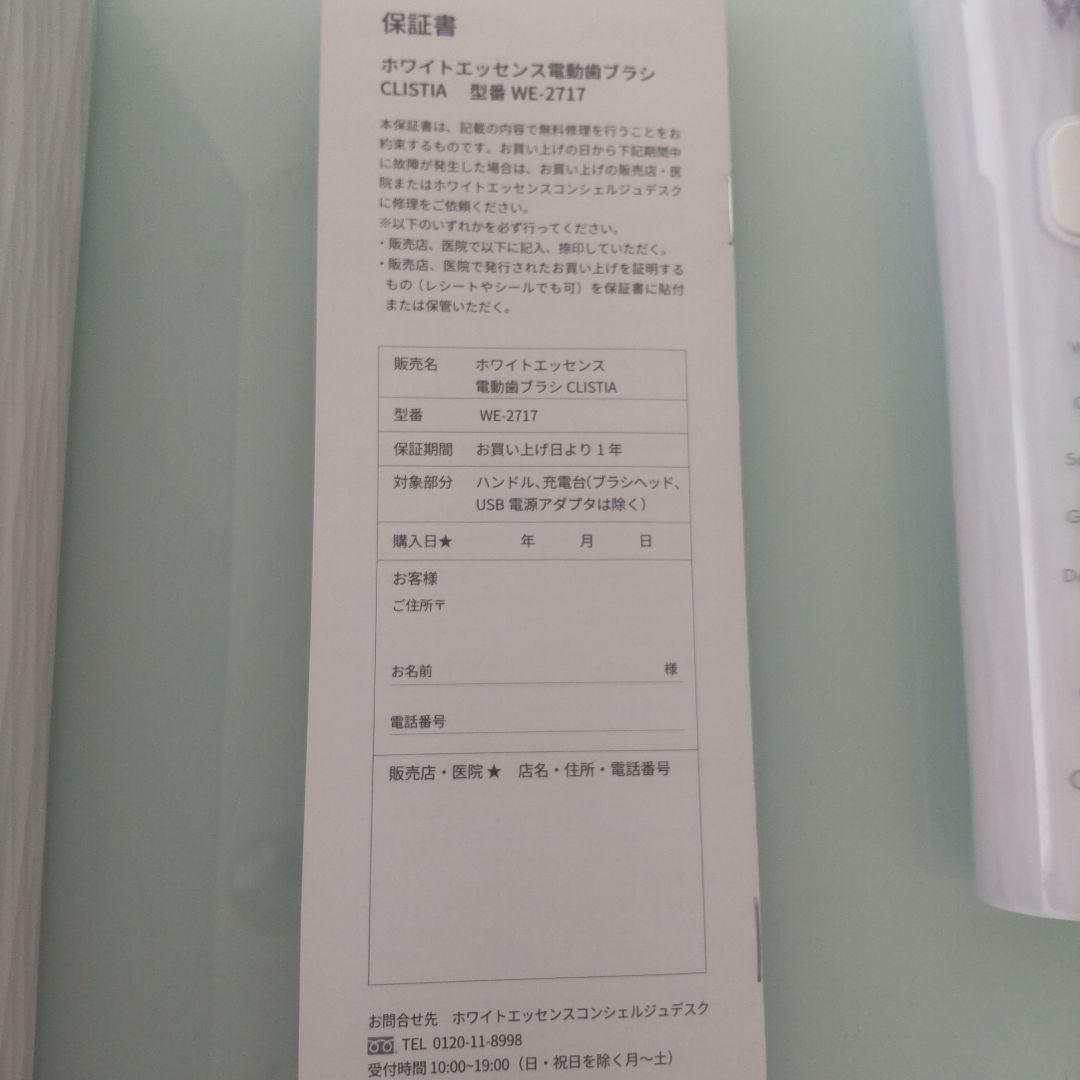 保証書
ホワイトエッセンス電動歯ブラシ
CLISTIA 型番 WE-2717
本保証書は、記載の内容で無料修理を行うことをお
約束するものです。お買い上げの日から下記期間中
に故障が発生した場合は、お買い上げの販売店・医
院またはホワイトエッセンスコンシェルジュデスク
に修理をご依頼ください。
※以下のいずれかを必ず行ってください。
・販売店、医院で以下に記入、捺印していただく。
・販売店、医院で発行されたお買い上げを証明する
もの（レシートやシールでも可）を保証書に貼付
または保管いただく。
販売名 ホワイトエッセンス
電動歯ブラシ CLISTIA
型番 WE-2717
保証期間 お買い上げ日より 1 年
対象部分 ハンドル、充電台（ブラシヘッド、
USB 電源アダプタは除く）
購入日★ 年 月 日
お客様
ご住所〒
お名前 様
電話番号
販売店・医院★ 店名・住所・電話番号
お問合せ先 ホワイトエッセンスコンシェルジュデスク
TEL 0120-11-8998
受付時間 10:00~19:00（日・祝日を除く月〜土）